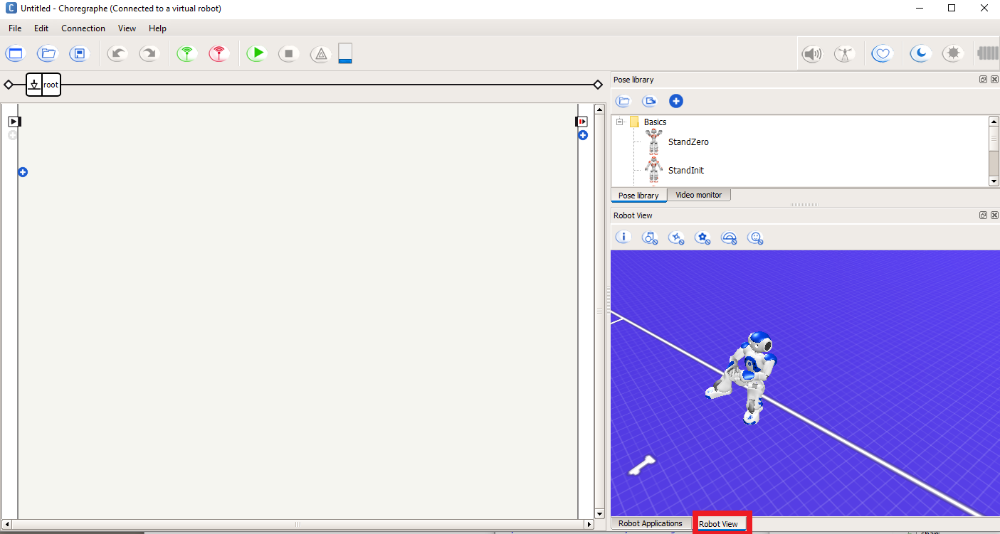 C Untitled - Choregraphe (Connected to a virtual robot)
File Edit Connection View Help
root
Pose library
Basics
StandZero
StandInit
Pose library Video monitor
Robot View
Robot Applications Robot View